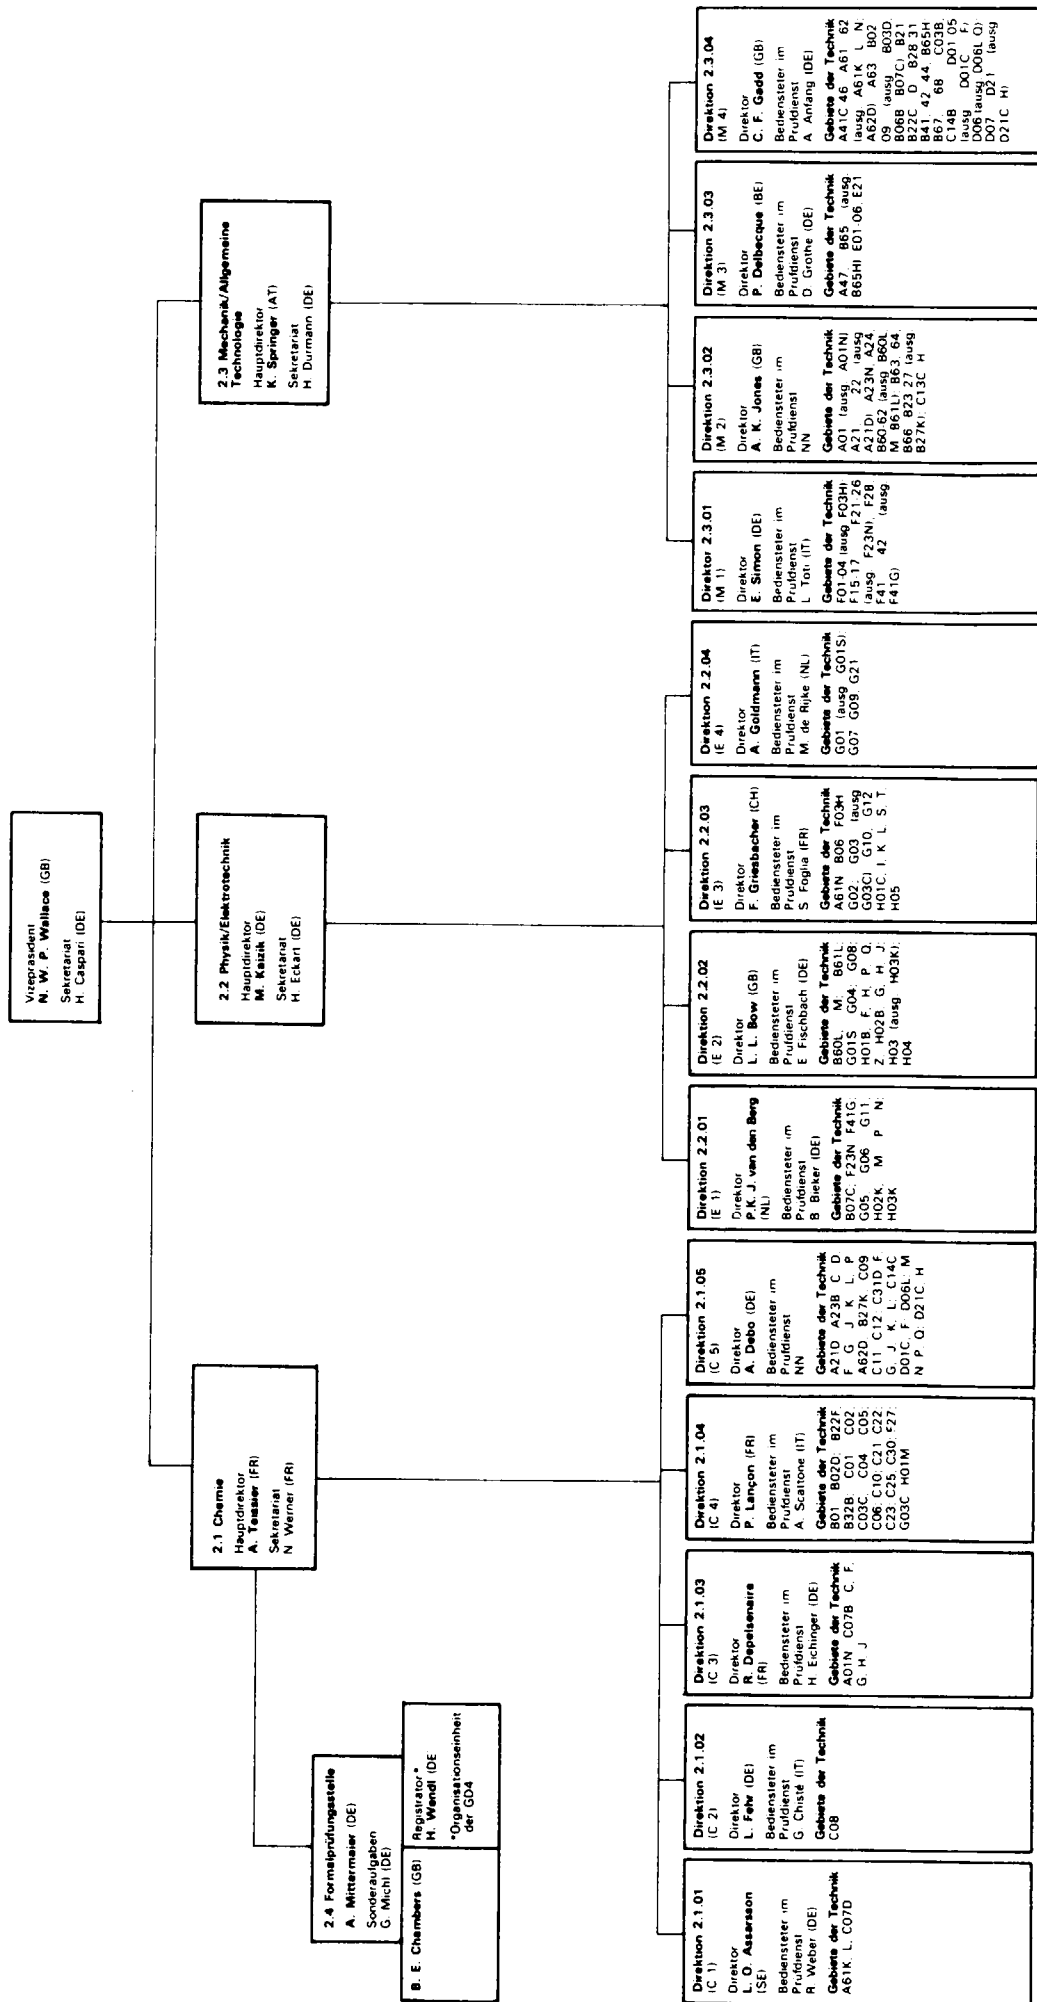 Vizepräsident
N. W. P. Wallace (GB)
Sekretariat
H. Caspari (DE)
2.1 Chemie
Hauptdirektor
A. Teissier (FR)
Sekretariat
N Werner (FR)
2.2 Physik/Elektrotechnik
Hauptdirektor
M. Kaizik (DE)
Sekretariat
H. Eckart (DE)
2.3 Mechanik/Allgemeine
Technologie
Hauptdirektor
K. Springer (AT)
Sekretariat
H. Durmann (DE)
2.4 Formalprüfungsstelle
A. Mittermaier (DE)
Sonderaufgaben
G. Michl (DE)
B. E. Chambers (GB)
Registrator*
H. Wendl (DE
*Organisationseinheit
der GD4
Direktion 2.1.01
(C 1)
Direktor
L. O. Assarsson
(SE)
Bediensteter im
Prüfdienst
R. Weber (DE)
Gebiete der Technik
A61K. L. C07D
Direktion 2.1.02
(C 2)
Direktor
L. Fehr (DE)
Bediensteter im
Prüfdienst
G. Chisté (IT)
Gebiete der Technik
C08
Direktion 2.1.03
(C 3)
Direktor
R. Depelsenaire
(FR)
Bediensteter im
Prüfdienst
H. Eichinger (DE)
Gebiete der Technik
A01N C07B C. F.
G. H. J
Direktion 2.1.04
(C 4)
Direktor
P. Lançon (FR)
Bediensteter im
Prüfdienst
A. Scattone (IT)
Gebiete der Technik
B01 B02D; B22F.
B32B; C01 C02;
C03C, C04 C05;
C06; C10; C21 C22;
C23; C25. C30; F27;
G03C H01M
Direktion 2.1.05
(C 5)
Direktor
A. Debo (DE)
Bediensteter im
Prüfdienst
NN
Gebiete der Technik
A21D A23B C D
F G J K L P
A62D B27K C09
C11 C12; C31D F.
G. J. K. L; C14C
D01C. F; D06L; M
N P Q; D21C. H
Direktion 2.2.01
(E 1)
Direktor
P.K. J. van den Berg
(NL)
Bediensteter im
Prüfdienst
B Bieker (DE)
Gebiete der Technik
B07C; F23N F41G;
G05 G06 G11,
H02K. M P N;
H03K
Direktion 2.2.02
(E 2)
Direktor
L. L. Bow (GB)
Bediensteter im
Prüfdienst
E Fischbach (DE)
Gebiete der Technik
B60L. M; B61L;
G01S G04; G08;
H01B. F. H. P. Q.
Z H02B G. H J;
H03 (ausg H03K);
H04
Direktion 2.2.03
(E 3)
Direktor
F. Griesbacher (CH)
Bediensteter im
Prüfdienst
S Foglia (FR)
Gebiete der Technik
A61N B06 F03H
G02; G03 (ausg
G03C) G10. G12
H01C. J. K L. S. T.
H05
Direktion 2.2.04
(E 4)
Direktor
A. Goldmann (IT)
Bediensteter im
Prüfdienst
M. de Rijke (NL)
Gebiete der Technik
G01 (ausg G01S);
G07 G09, G21
Direktor 2.3.01
(M 1)
Direktor
E. Simon (DE)
Bediensteter im
Prüfdienst
L Toti (IT)
Gebiete der Technik
F01-04 (ausg F03H)
F15-17 F21-26
(ausg F23N), F28
F41 42 (ausg
F41G)
Direktion 2.3.02
(M 2)
Direktor
A. K. Jones (GB)
Bediensteter im
Prüfdienst
NN
Gebiete der Technik
A01 (ausg A01N)
A21 22 (ausg
A21D) A23N, A24.
B60-62 (ausg B60L
M B61L) B63, 64,
B66 B23 27 (ausg
B27K); C13C H
Direktion 2.3.03
(M 3)
Direktor
P. Delbecque (BE)
Bediensteter im
Prüfdienst
D Grothe (DE)
Gebiete der Technik
A47. B65 (ausg.
B65H) E01-06. E21
Direktion 2.3.04
(M 4)
Direktor
C. F. Gadd (GB)
Bediensteter im
Prüfdienst
A Anfang (DE)
Gebiete der Technik
A41C 46 A61 62
(ausg A61K L N.
A62D) A63 B02
09 (ausg B03D.
B06B B07C) B21
B22C D B28 31
B41, 42 44, B65H
B67, 68 C03B.
C14B D01 05
(ausg D01C F)
D06 (ausg D06L Q)
D07 D21 (ausg
D21C H)